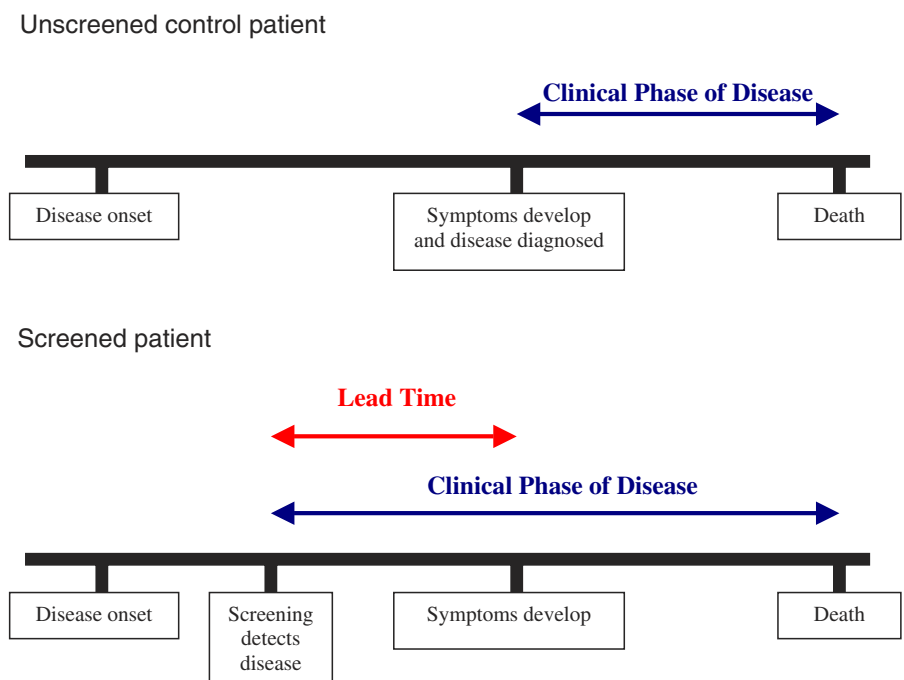 Unscreened control patient
Clinical Phase of Disease
Disease onset
Symptoms develop
and disease diagnosed
Death
Screened patient
Lead Time
Clinical Phase of Disease
Disease onset
Screening
detects
disease
Symptoms develop
Death